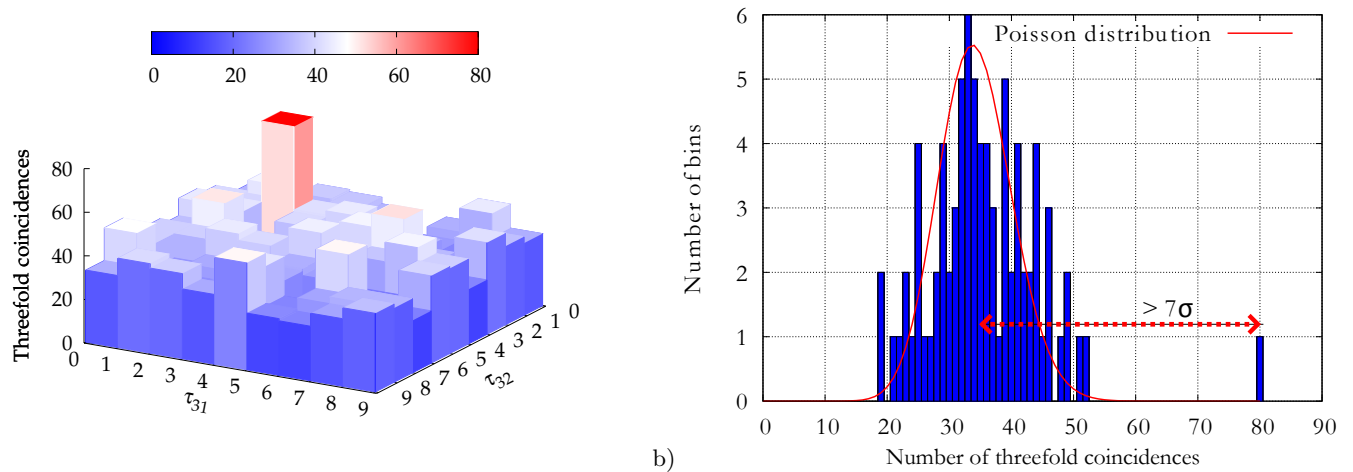 0 20 40 60 80
Threefold coincidences
80
60
40
20
0
0 1 2 3 4 5 6 7 8 9
τ31
9 8 7 6 5 4 3 2 1 0
τ32
b)
Number of bins
6
5
4
3
2
1
0
Poisson distribution
> 7σ
0 10 20 30 40 50 60 70 80 90
Number of threefold coincidences